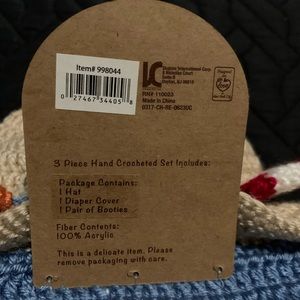 Item# 998044
0 27467 34405 8
RN# 110023
Made in China
3 Piece Hand Crocheted Set Includes:
Package Contains:
1 Hat
1 Diaper Cover
1 Pair of Booties
Fiber Contents:
100% Acrylic
This is a delicate item. Please
remove packaging with care.